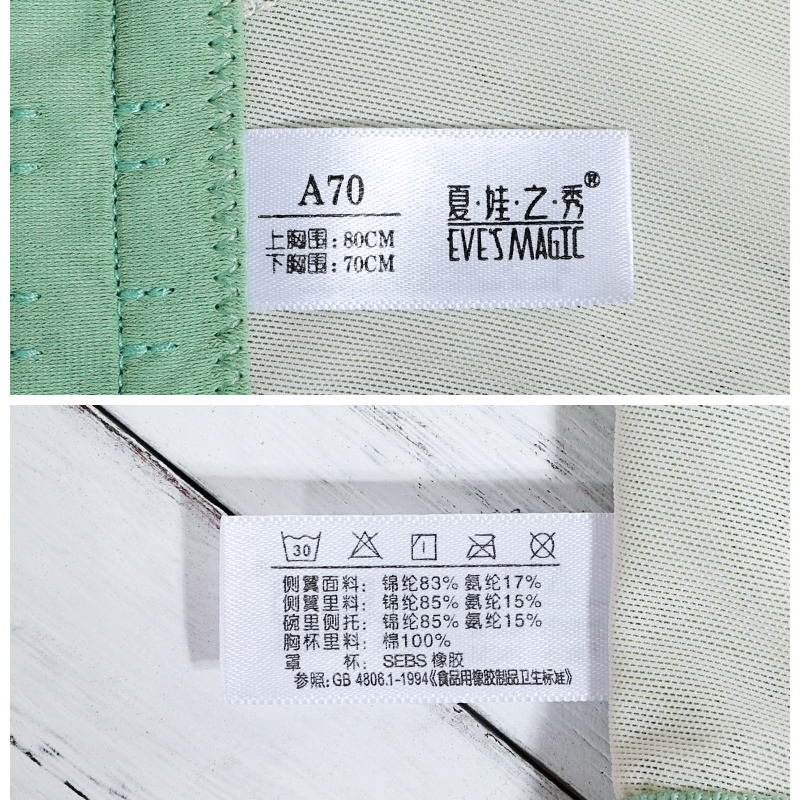 A70
上胸围：80CM
下胸围：70CM
夏·娃·之·秀®
EVE'S MAGIC
30
侧翼面料：锦纶83% 氨纶17%
侧翼里料：锦纶85% 氨纶15%
碗里侧托：锦纶85% 氨纶15%
胸杯里料：棉100%
罩 杯：SEBS 橡胶
参照：GB 4806.1-1994《食品用橡胶制品卫生标准》